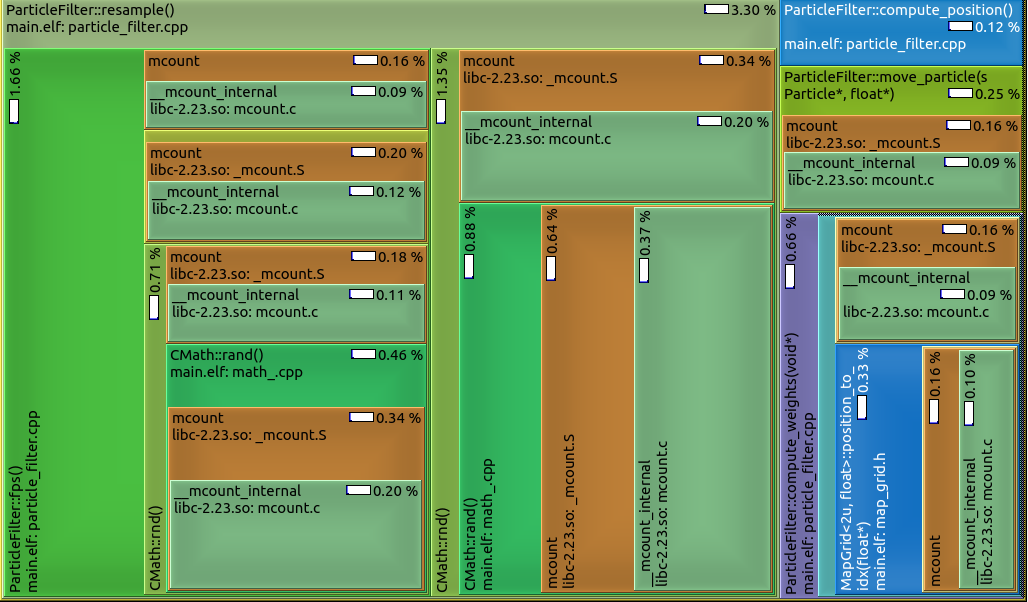 ParticleFilter::resample()
3.30 %
main.elf: particle_filter.cpp
1.66 %
ParticleFilter::fps()
main.elf: particle_filter.cpp
mcount
0.16 %
__mcount_internal
0.09 %
libc-2.23.so: mcount.c
mcount
0.20 %
libc-2.23.so: _mcount.S
__mcount_internal
0.12 %
libc-2.23.so: mcount.c
0.71 %
CMath::rnd()
mcount
0.18 %
libc-2.23.so: _mcount.S
__mcount_internal
0.11 %
libc-2.23.so: mcount.c
CMath::rand()
0.46 %
main.elf: math_.cpp
mcount
0.34 %
libc-2.23.so: _mcount.S
__mcount_internal
0.20 %
libc-2.23.so: mcount.c
1.35 %
CMath::rnd()
mcount
0.34 %
libc-2.23.so: _mcount.S
__mcount_internal
0.20 %
libc-2.23.so: mcount.c
0.88 %
CMath::rand()
main.elf: math_.cpp
0.64 %
mcount
libc-2.23.so: _mcount.S
0.37 %
__mcount_internal
libc-2.23.so: mcount.c
ParticleFilter::compute_position()
0.12 %
main.elf: particle_filter.cpp
ParticleFilter::move_particle(s
Particle*, float*)
0.25 %
mcount
0.16 %
libc-2.23.so: _mcount.S
__mcount_internal
0.09 %
libc-2.23.so: mcount.c
0.66 %
ParticleFilter::compute_weights(void*)
main.elf: particle_filter.cpp
mcount
0.16 %
libc-2.23.so: _mcount.S
__mcount_internal
0.09 %
libc-2.23.so: mcount.c
0.33 %
MapGrid<2u, float>::position_to_
idx(float*)
main.elf: map_grid.h
0.16 %
mcount
0.10 %
__mcount_internal
libc-2.23.so: mcount.c